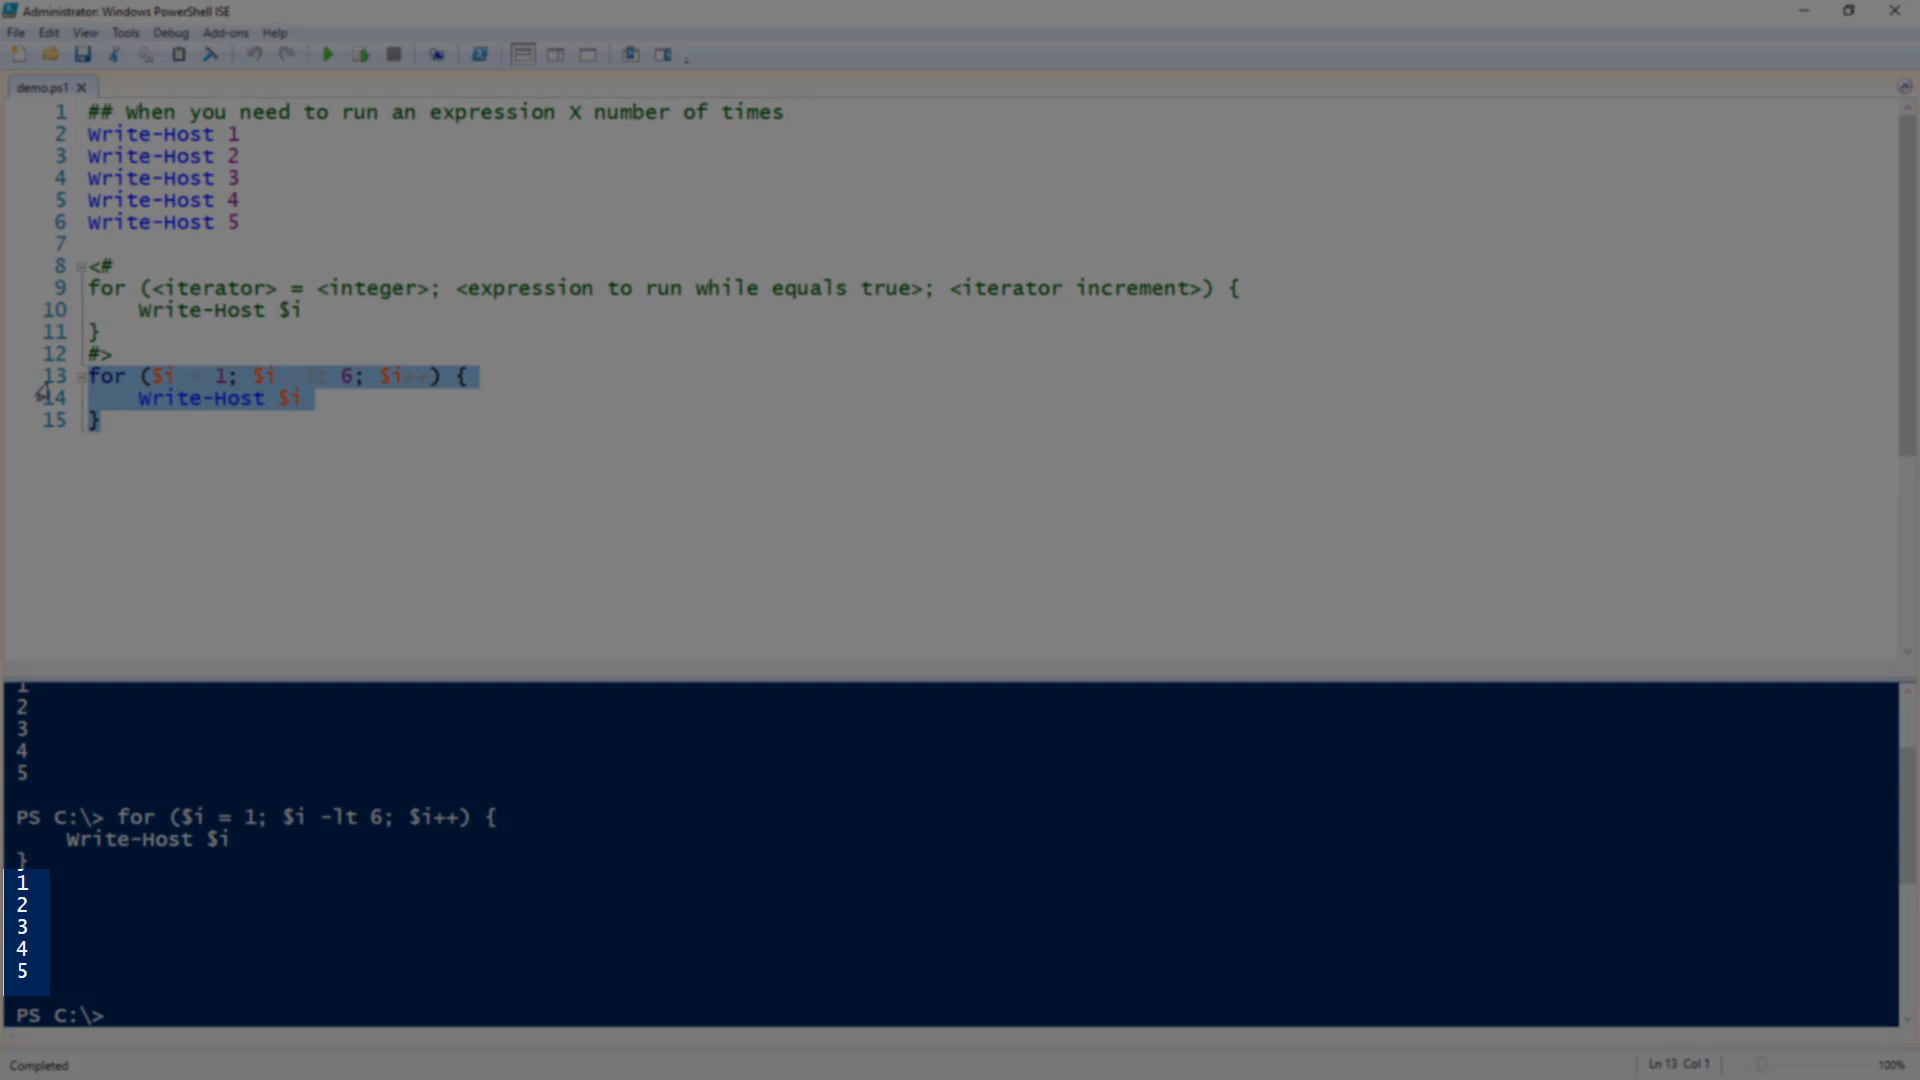 Administrator: Windows PowerShell ISE
File Edit View Tools Debug Add-ons Help
demo.ps1
1 ## When you need to run an expression X number of times
2 Write-Host 1
3 Write-Host 2
4 Write-Host 3
5 Write-Host 4
6 Write-Host 5
7
8 <#
9 for (<iterator> = <integer>; <expression to run while equals true>; <iterator increment>) {
10 Write-Host $i
11 }
12 #>
13 for ($i = 1; $i -lt 6; $i++) {
14 Write-Host $i
15 }
1
2
3
4
5
PS C:\> for ($i = 1; $i -lt 6; $i++) {
Write-Host $i
}
1
2
3
4
5
PS C:\>
Completed
Ln 13 Col 1
100%